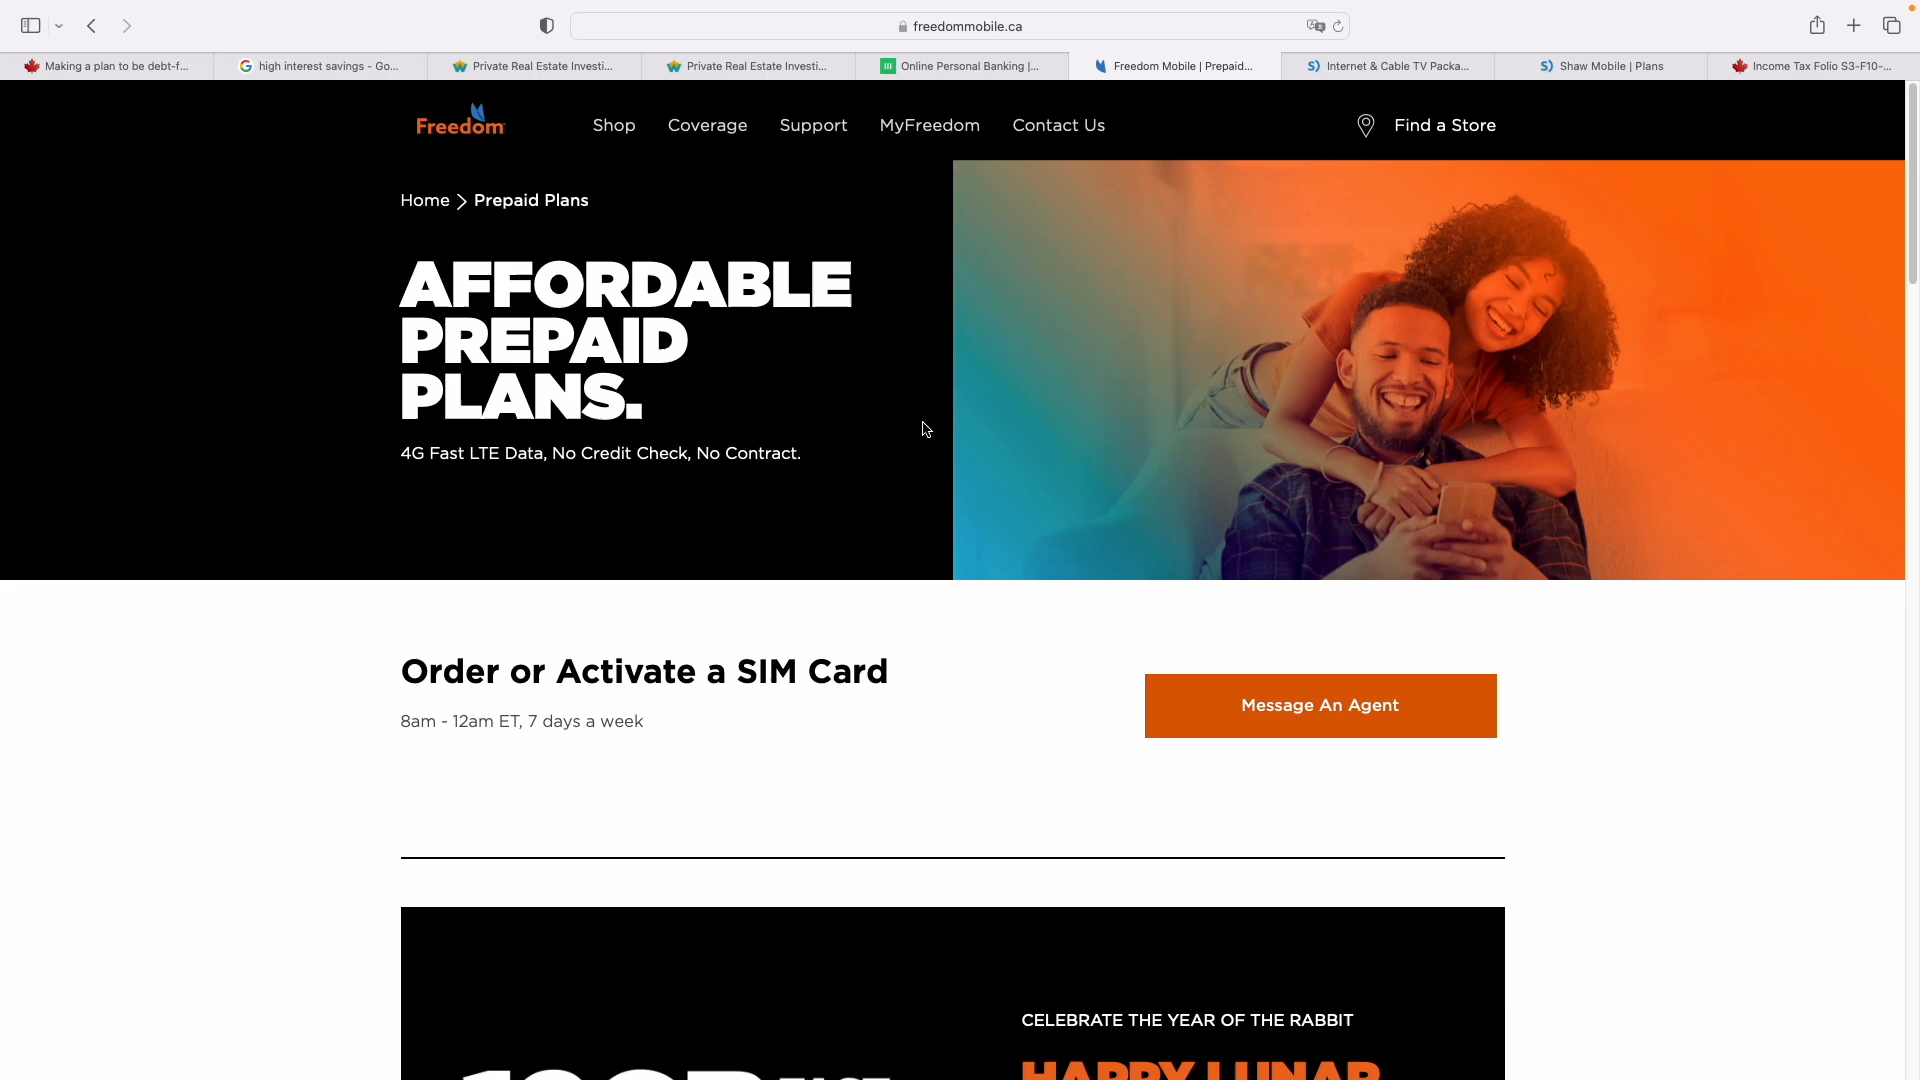 freedommobile.ca
Making a plan to be debt-f...
high interest savings - Go...
Private Real Estate Investi...
Private Real Estate Investi...
Online Personal Banking |...
Freedom Mobile | Prepaid...
Internet & Cable TV Packa...
Shaw Mobile | Plans
Income Tax Folio S3-F10-...
Freedom
Shop
Coverage
Support
MyFreedom
Contact Us
Find a Store
Home > Prepaid Plans
AFFORDABLE
PREPAID
PLANS.
4G Fast LTE Data, No Credit Check, No Contract.
Order or Activate a SIM Card
8am - 12am ET, 7 days a week
Message An Agent
CELEBRATE THE YEAR OF THE RABBIT
HAPPY LUNAR